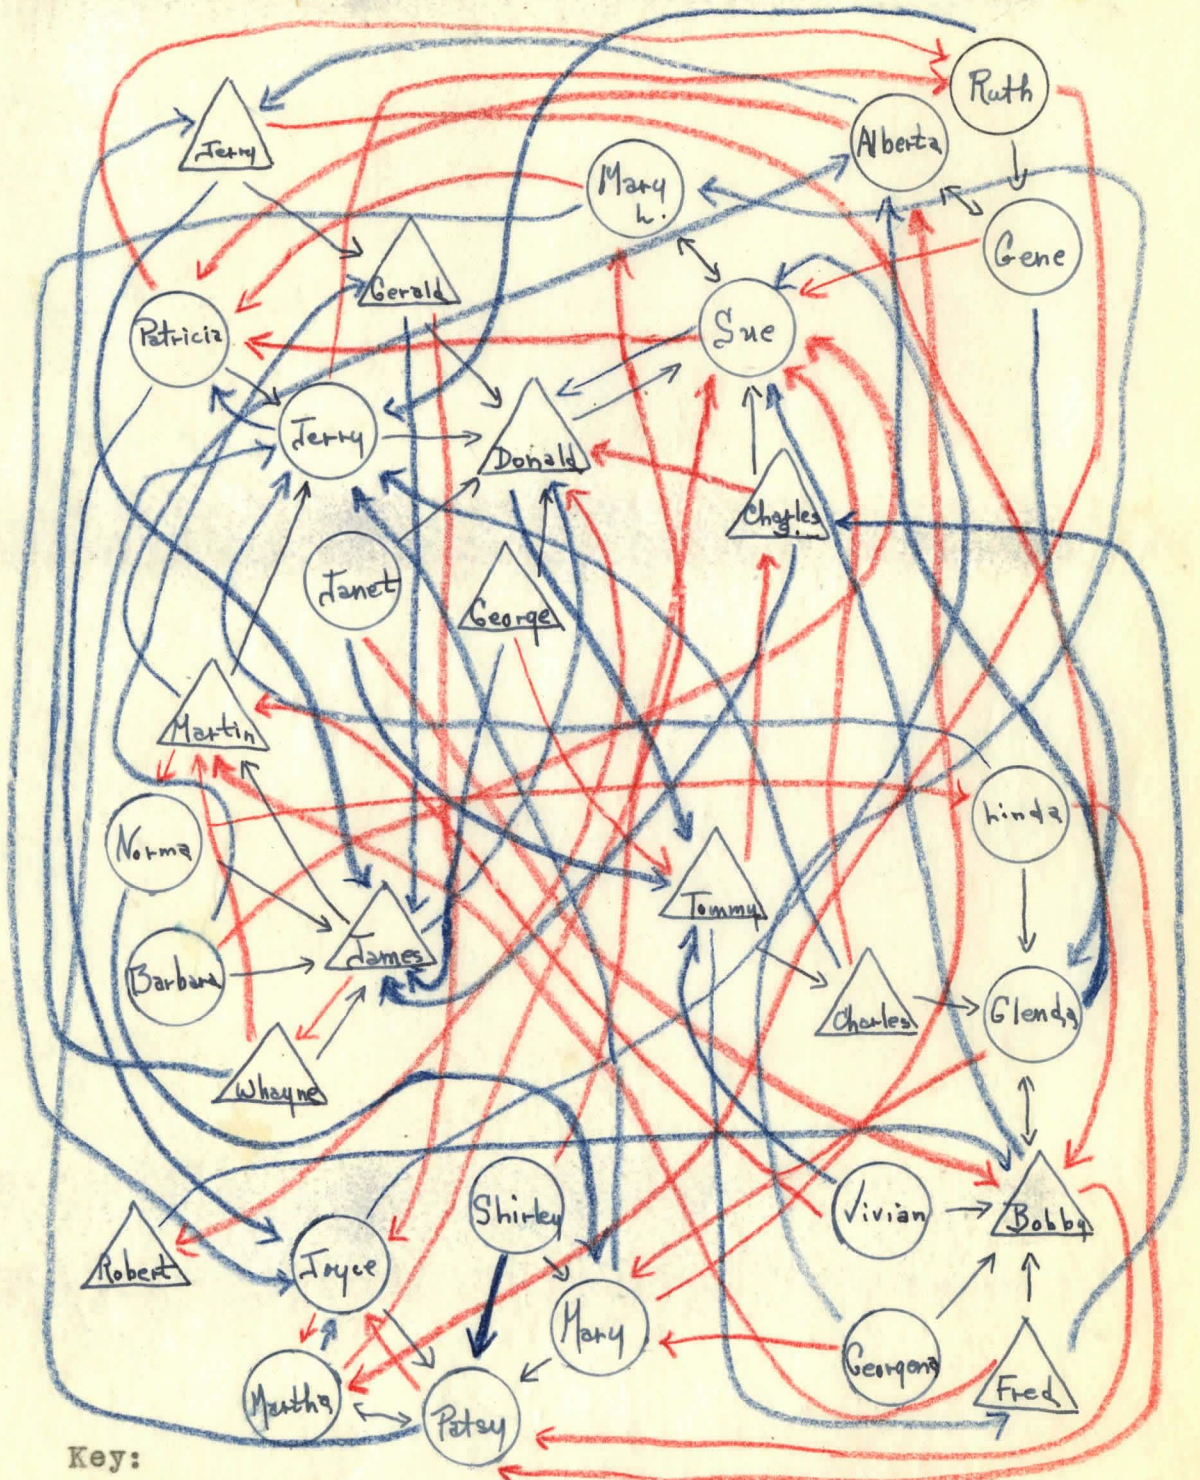 Ruth
Alberta
Jerry
Mary
h.
Gene
Gerald
Patricia
Sue
Jerry
Donald
Charles
Janet
George
Martin
Linda
Norma
Tommy
James
Barbara
Charles
Glenda
Whayne
Shirley
Vivian
Bobby
Robert
Joyce
Mary
Georgena
Fred
Martha
Patsy
Key: